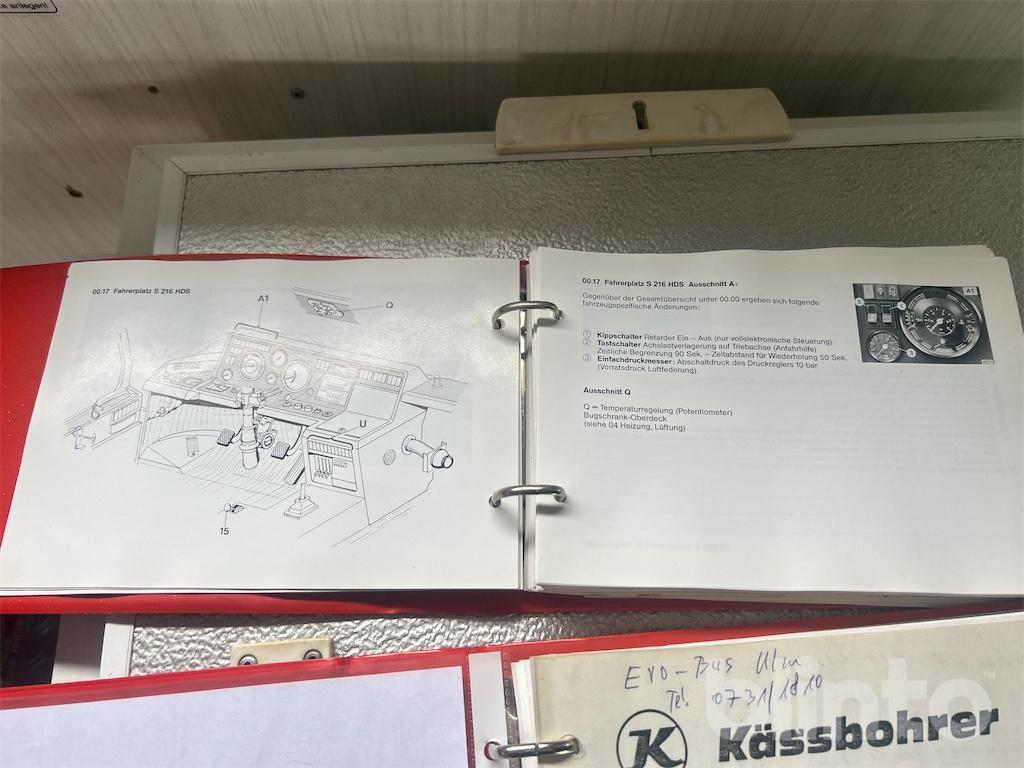 e anlegen!
00.17 Fahrerplatz S 216 HDS
A1
Q
U
15
00.17 Fahrerplatz S 216 HDS Ausschnitt A1
Gegenüber der Gesamtübersicht unter 00.00 ergeben sich folgende
fahrzeugspezifische Änderungen:
① Kippschalter Retarder Ein – Aus (nur vollelektronische Steuerung)
② Tastschalter Achslastverlagerung auf Triebachse (Anfahrhilfe)
Zeitliche Begrenzung 90 Sek. – Zeitabstand für Wiederholung 50 Sek.
③ Einfachdruckmesser: Abschaltdruck des Druckreglers 10 bar
(Vorratsdruck Luftfederung).
A1
2
1
3
Ausschnitt Q
Q = Temperaturregelung (Potentiometer)
Bugschrank-Oberdeck
(siehe 04 Heizung, Lüftung)
EVO-Bus Ulm
Tel. 0731/1810
K Kässbohrer